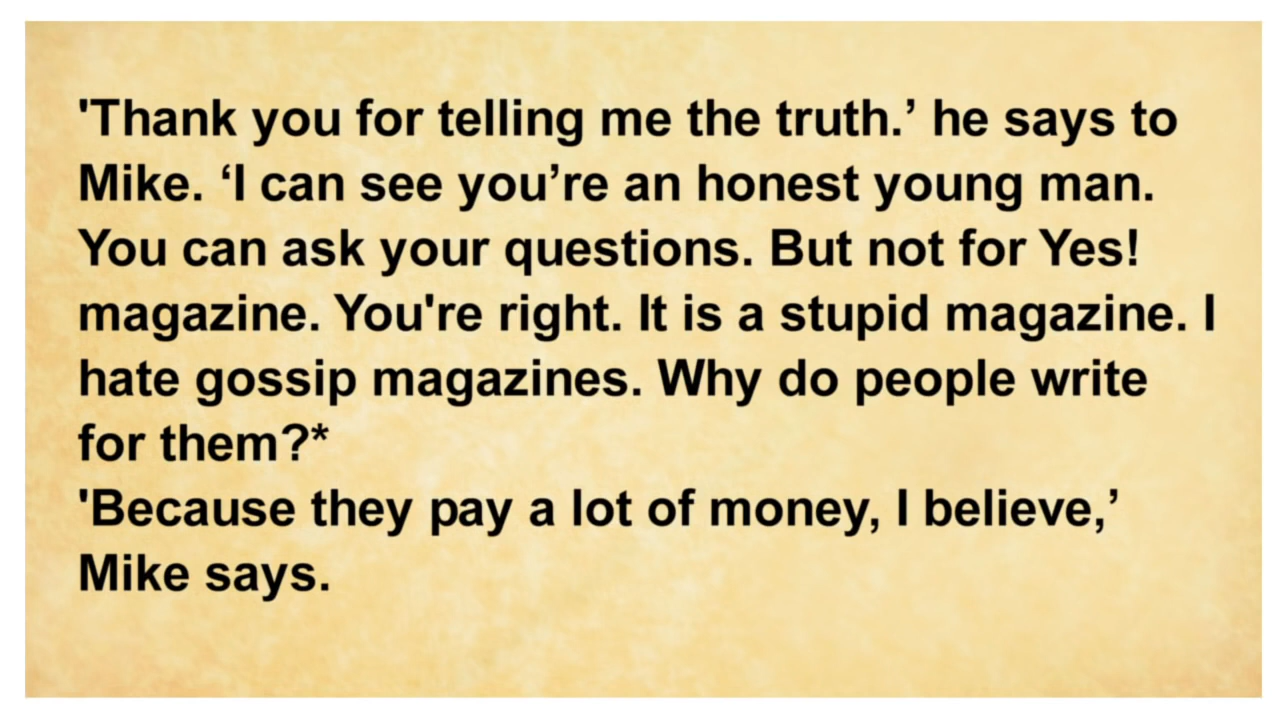 'Thank you for telling me the truth.’ he says to
Mike. ‘I can see you’re an honest young man.
You can ask your questions. But not for Yes!
magazine. You're right. It is a stupid magazine. I
hate gossip magazines. Why do people write
for them?*
'Because they pay a lot of money, I believe,’
Mike says.